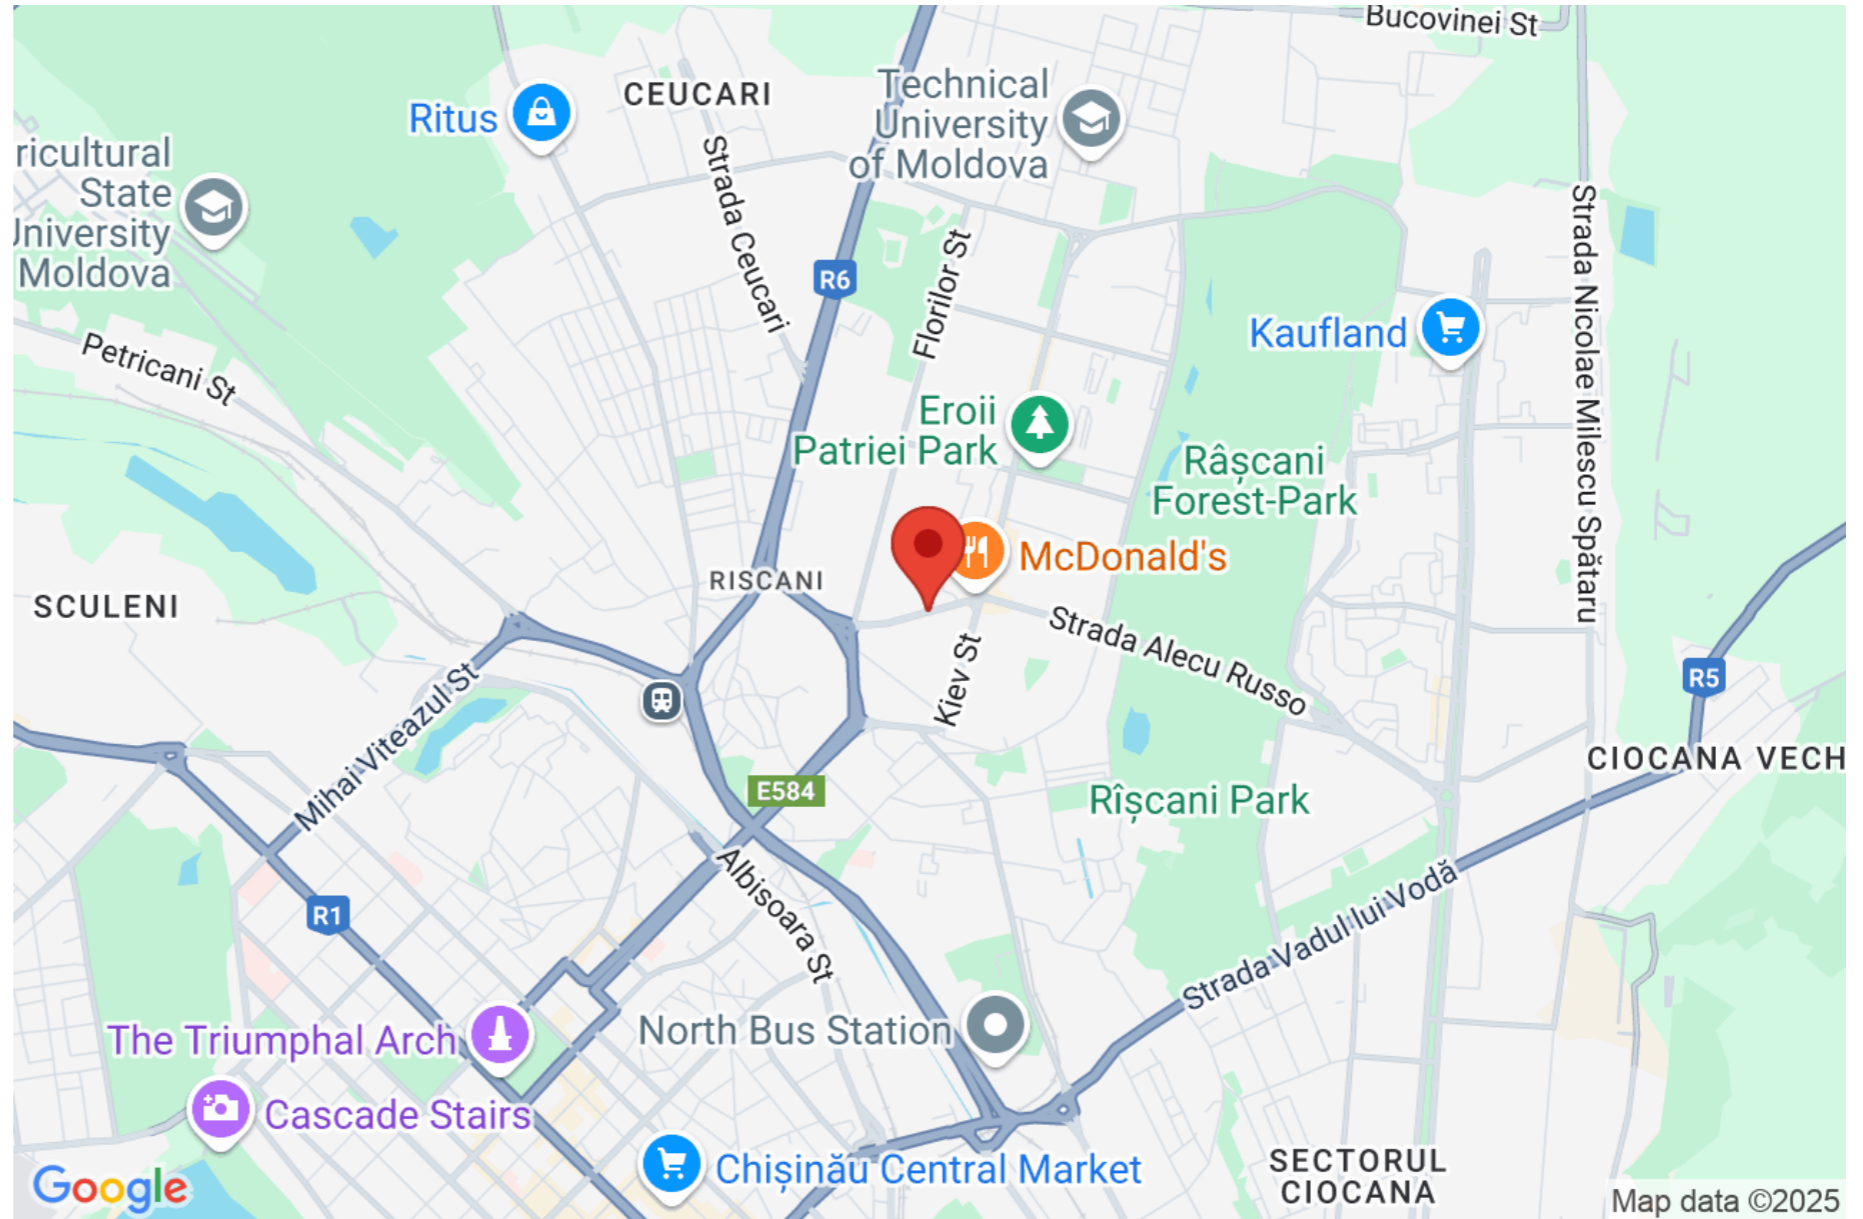 Bucovinei St
CEUCARI
Technical
University
of Moldova
Ritus
ricultural
State
University
Moldova
Strada Ceucari
Florilor St
R6
Strada Nicolae Milescu Spătaru
Kaufland
Petricani St
Eroii
Patriei Park
Râșcani
Forest-Park
McDonald's
RISCANI
SCULENI
Strada Alecu Russo
Kiev St
R5
Mihai Viteazul St
CIOCANA VECH
E584
Rîșcani Park
Albisoara St
R1
Strada Vadul lui Vodă
The Triumphal Arch
North Bus Station
Cascade Stairs
Chișinău Central Market
SECTORUL
CIOCANA
Google
Map data ©2025